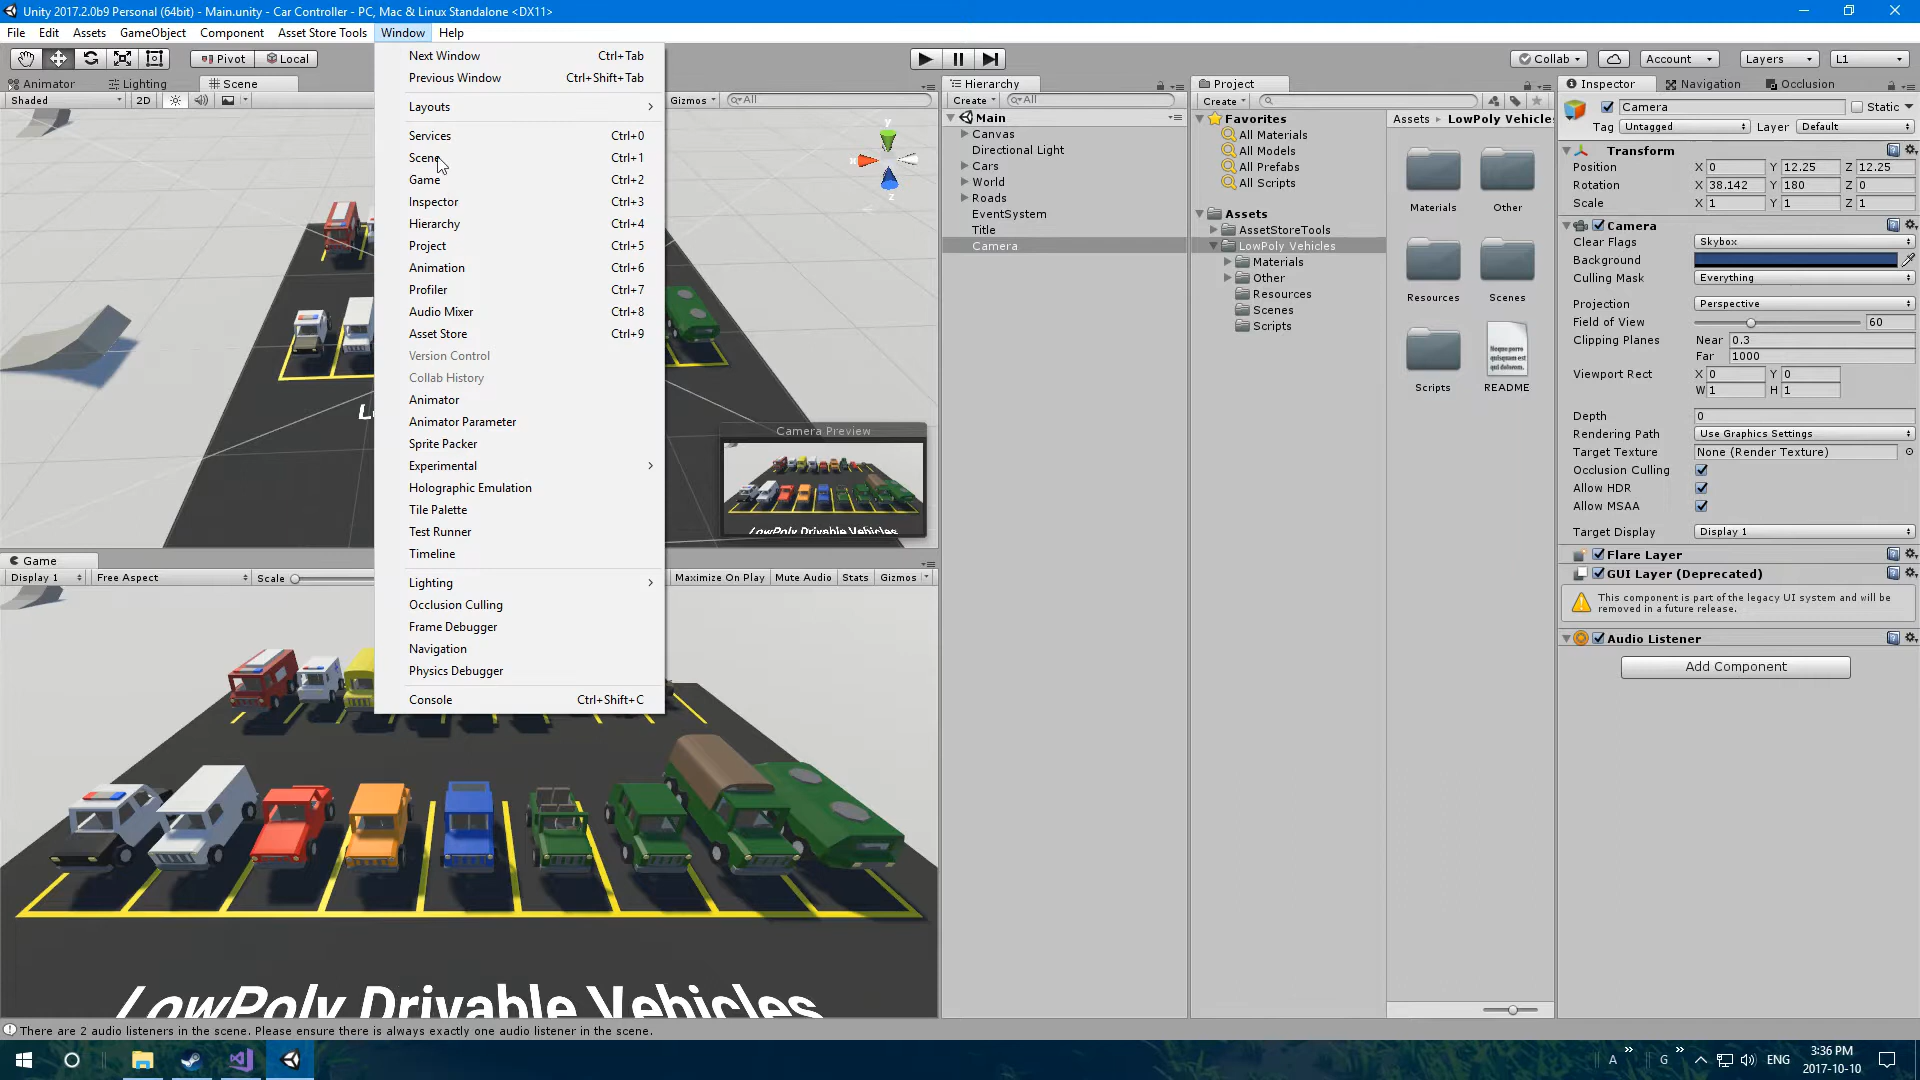 Unity 2017.2.0b9 Personal (64bit) - Main.unity - Car Controller - PC, Mac & Linux Standalone <DX11>
File Edit Assets GameObject Component Asset Store Tools Window Help
Pivot Local
Collab Account Layers L1
Animator Lighting Scene
Shaded 2D Gizmos All
Next Window Ctrl+Tab
Previous Window Ctrl+Shift+Tab
Layouts
Services Ctrl+0
Scene Ctrl+1
Game Ctrl+2
Inspector Ctrl+3
Hierarchy Ctrl+4
Project Ctrl+5
Animation Ctrl+6
Profiler Ctrl+7
Audio Mixer Ctrl+8
Asset Store Ctrl+9
Version Control
Collab History
Animator
Animator Parameter
Sprite Packer
Experimental
Holographic Emulation
Tile Palette
Test Runner
Timeline
Lighting
Occlusion Culling
Frame Debugger
Navigation
Physics Debugger
Console Ctrl+Shift+C
y
x
z
L
Camera Preview
LowPoly Drivable Vehicles
Game
Display 1 Free Aspect Scale Maximize On Play Mute Audio Stats Gizmos
LowPoly Drivable Vehicles
Hierarchy
Create All
Main
Canvas
Directional Light
Cars
World
Roads
EventSystem
Title
Camera
Project
Create
Favorites
All Materials
All Models
All Prefabs
All Scripts
Assets
AssetStoreTools
LowPoly Vehicles
Materials
Other
Resources
Scenes
Scripts
Assets LowPoly Vehicles
Materials Other
Resources Scenes
Neque porro
quisquam est
qui dolorem.
Scripts README
Inspector Navigation Occlusion
Camera Static
Tag Untagged Layer Default
Transform
Position X 0 Y 12.25 Z 12.25
Rotation X 38.142 Y 180 Z 0
Scale X 1 Y 1 Z 1
Camera
Clear Flags Skybox
Background
Culling Mask Everything
Projection Perspective
Field of View 60
Clipping Planes Near 0.3
Far 1000
Viewport Rect X 0 Y 0
W 1 H 1
Depth 0
Rendering Path Use Graphics Settings
Target Texture None (Render Texture)
Occlusion Culling
Allow HDR
Allow MSAA
Target Display Display 1
Flare Layer
GUI Layer (Deprecated)
This component is part of the legacy UI system and will be
removed in a future release.
Audio Listener
Add Component
There are 2 audio listeners in the scene. Please ensure there is always exactly one audio listener in the scene.
A » G » ENG 3:36 PM
2017-10-10